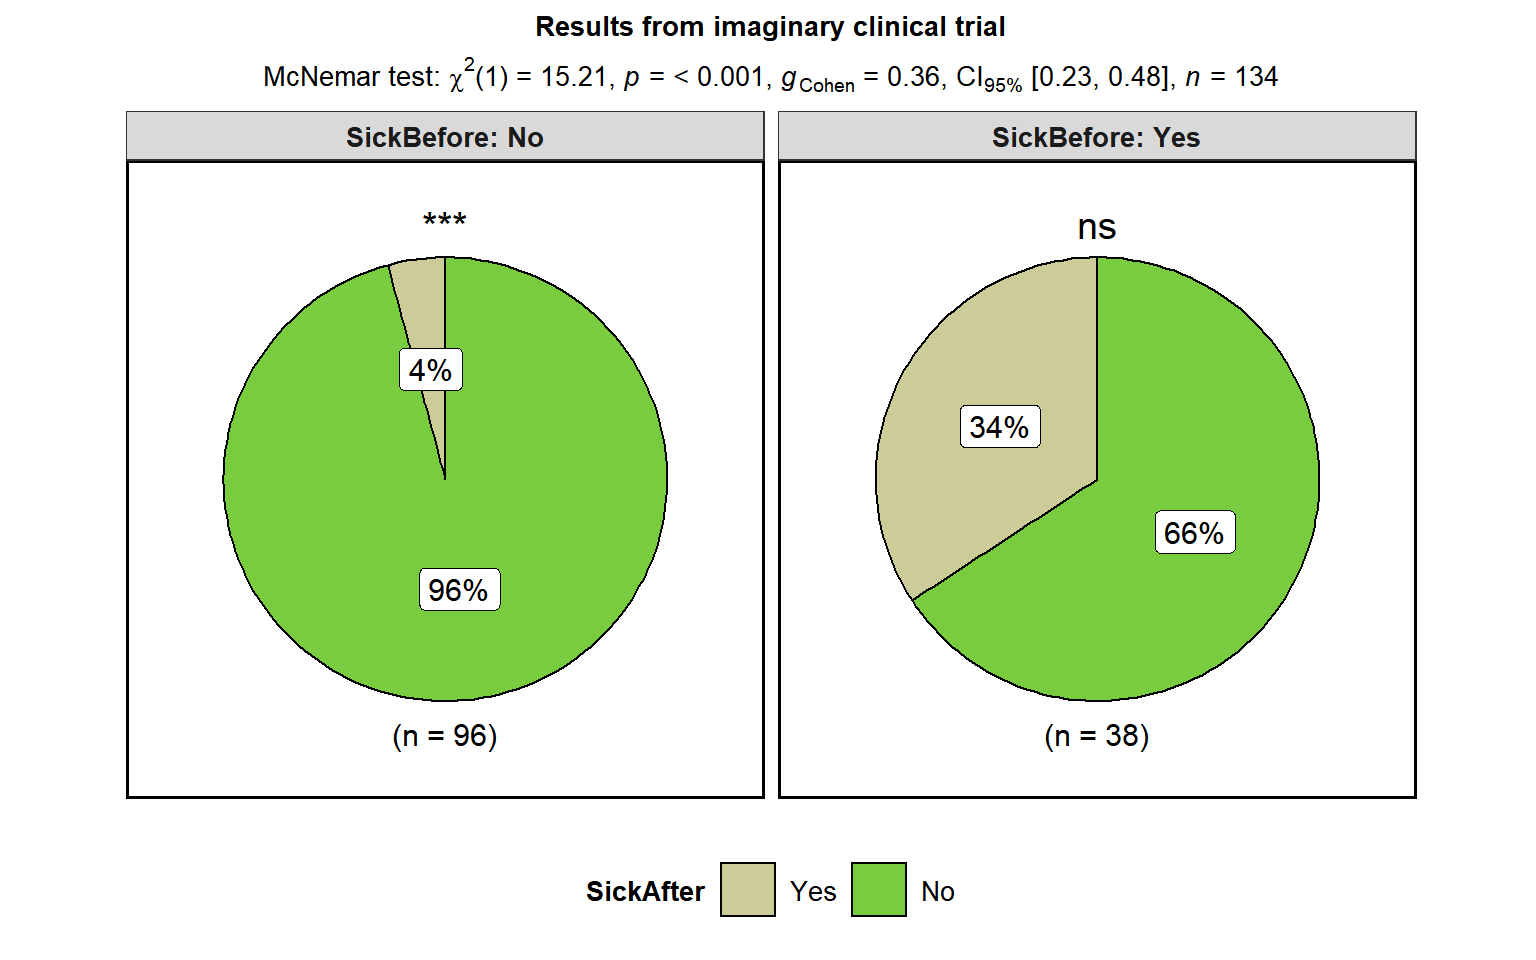 Results from imaginary clinical trial
McNemar test: χ²(1) = 15.21, p = < 0.001, gCohen = 0.36, CI95% [0.23, 0.48], n = 134
SickBefore: No
SickBefore: Yes
***
ns
4%
96%
34%
66%
(n = 96)
(n = 38)
SickAfter Yes No